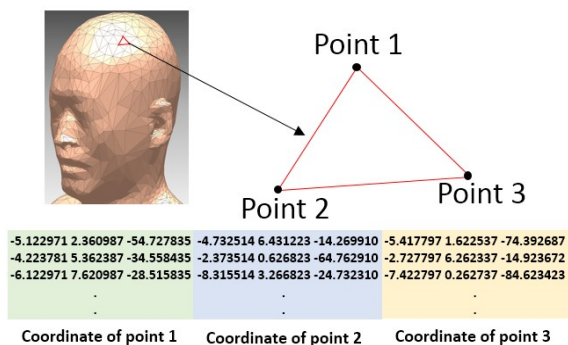 Point 1
Point 2
Point 3
-5.122971 2.360987 -54.727835 -4.732514 6.431223 -14.269910 -5.417797 1.622537 -74.392687
-4.223781 5.362387 -34.558435 -2.373514 0.626823 -64.762910 -2.727797 6.262337 -14.923672
-6.122971 7.620987 -28.515835 -8.315514 3.266823 -24.732310 -7.422797 0.262737 -84.623423
. . .
. . .
Coordinate of point 1 Coordinate of point 2 Coordinate of point 3